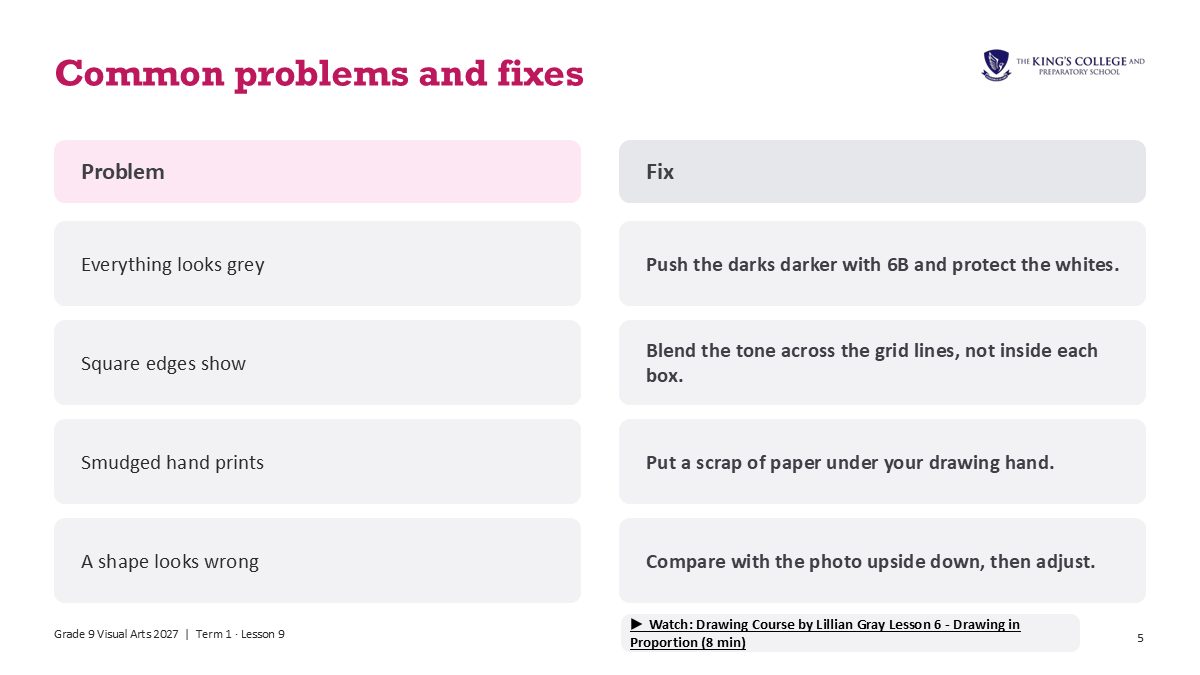 Common problems and fixes
THE KING'S COLLEGE AND
PREPARATORY SCHOOL
Problem
Fix
Everything looks grey
Push the darks darker with 6B and protect the whites.
Square edges show
Blend the tone across the grid lines, not inside each
box.
Smudged hand prints
Put a scrap of paper under your drawing hand.
A shape looks wrong
Compare with the photo upside down, then adjust.
Grade 9 Visual Arts 2027 | Term 1 · Lesson 9
▶ Watch: Drawing Course by Lillian Gray Lesson 6 - Drawing in
Proportion (8 min)
5